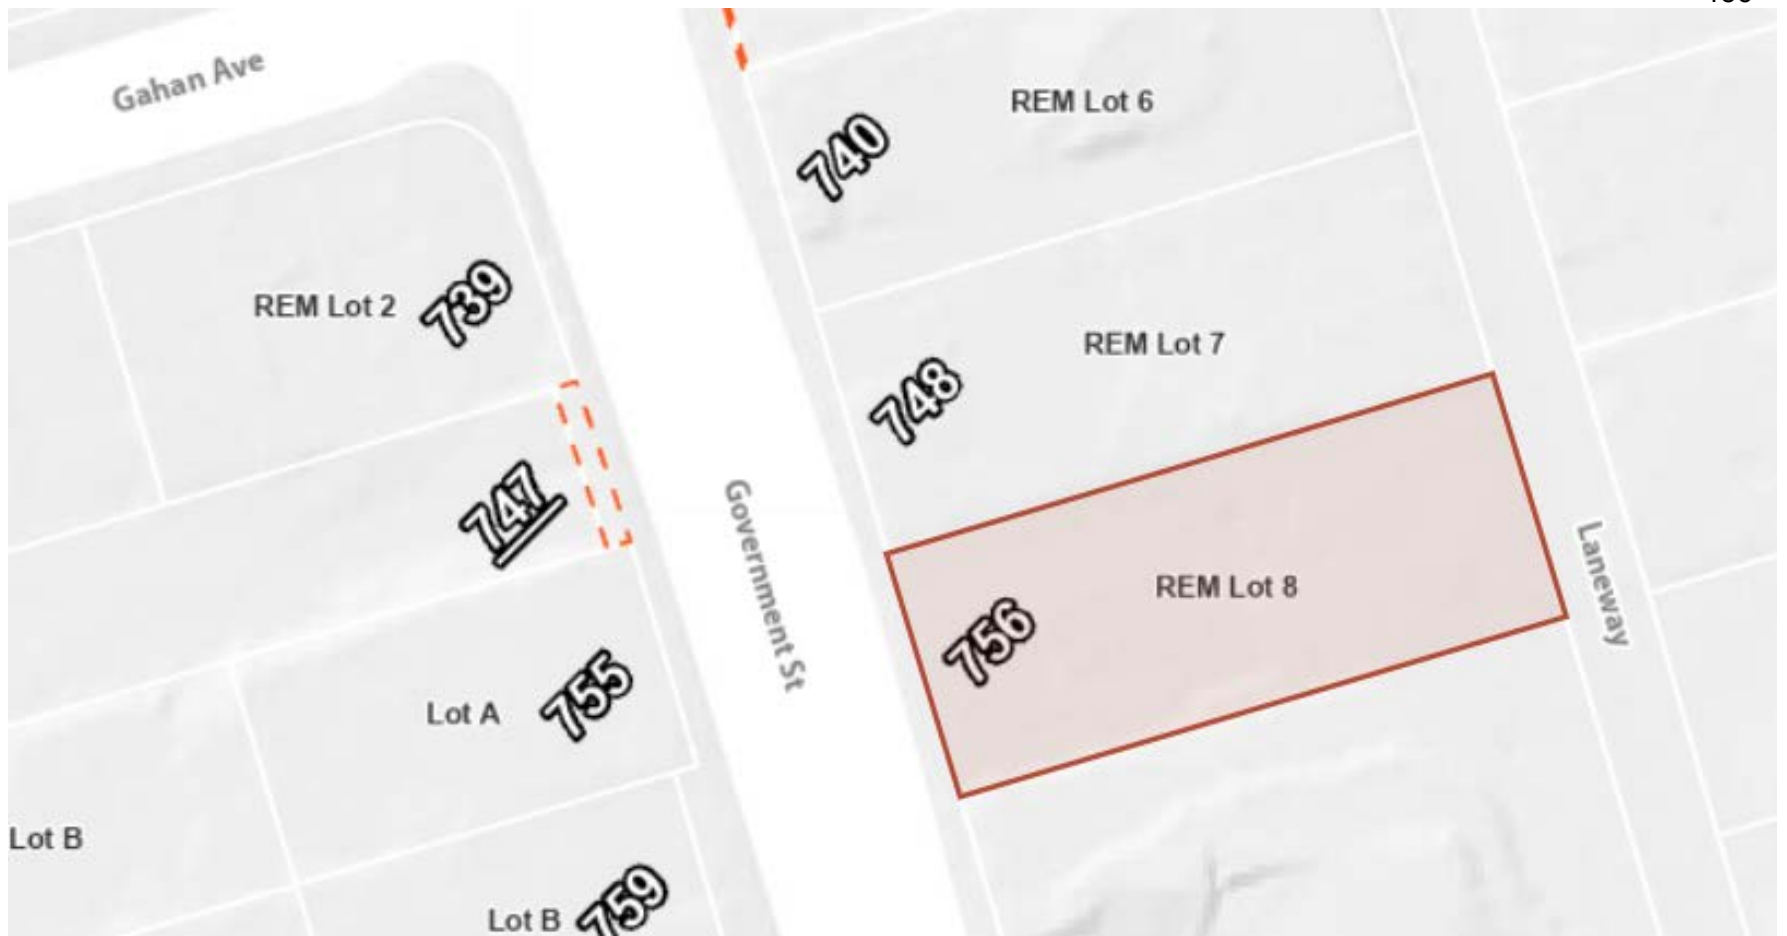 Gahan Ave
REM Lot 6
740
REM Lot 2
739
REM Lot 7
748
747
Government St
REM Lot 8
756
Laneway
Lot A
755
Lot B
Lot B
759